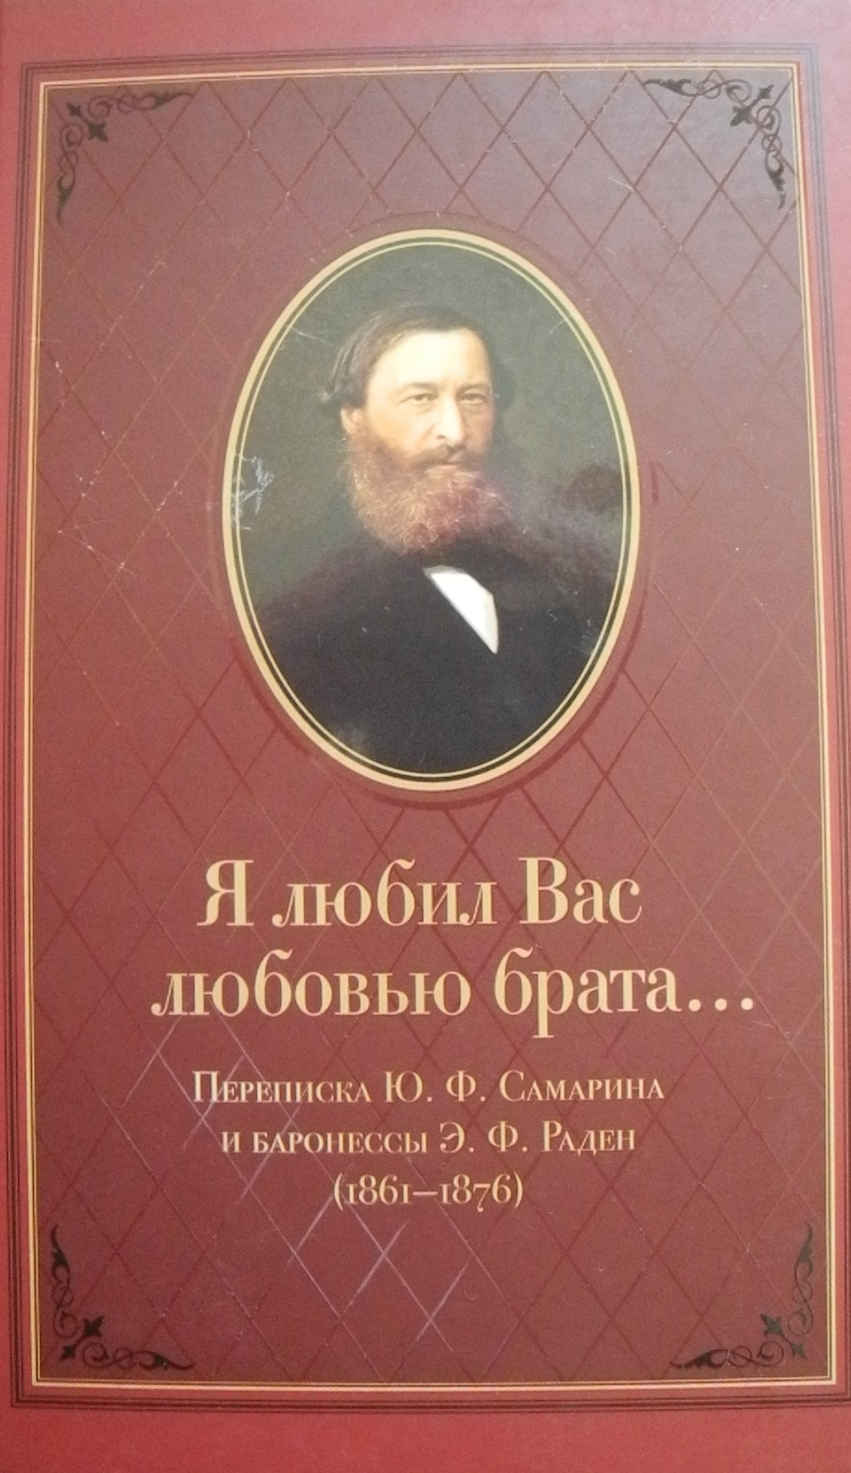 Я любил Вас
любовью брата...
Переписка Ю. Ф. Самарина
и баронессы Э. Ф. Раден
(1861–1876)